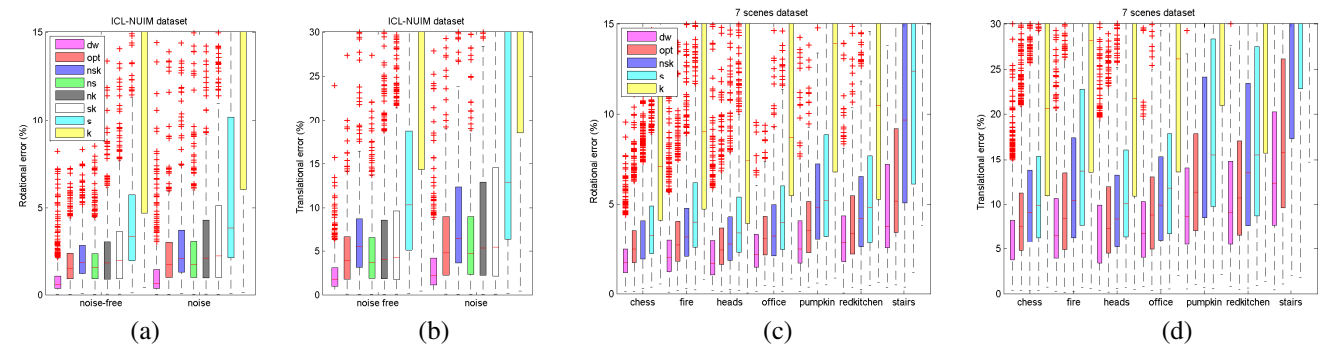 ICL-NUIM dataset
Rotational error (%)
15
10
5
0
dw
opt
nsk
ns
nk
sk
s
k
noise-free
noise
(a)
ICL-NUIM dataset
Translational error (%)
30
25
20
15
10
5
0
noise free
noise
(b)
7 scenes dataset
Rotational error (%)
15
10
5
0
dw
opt
nsk
s
k
chess fire heads office pumpkin redkitchen stairs
(c)
7 scenes dataset
Translational error (%)
30
25
20
15
10
5
0
chess fire heads office pumpkin redkitchen stairs
(d)